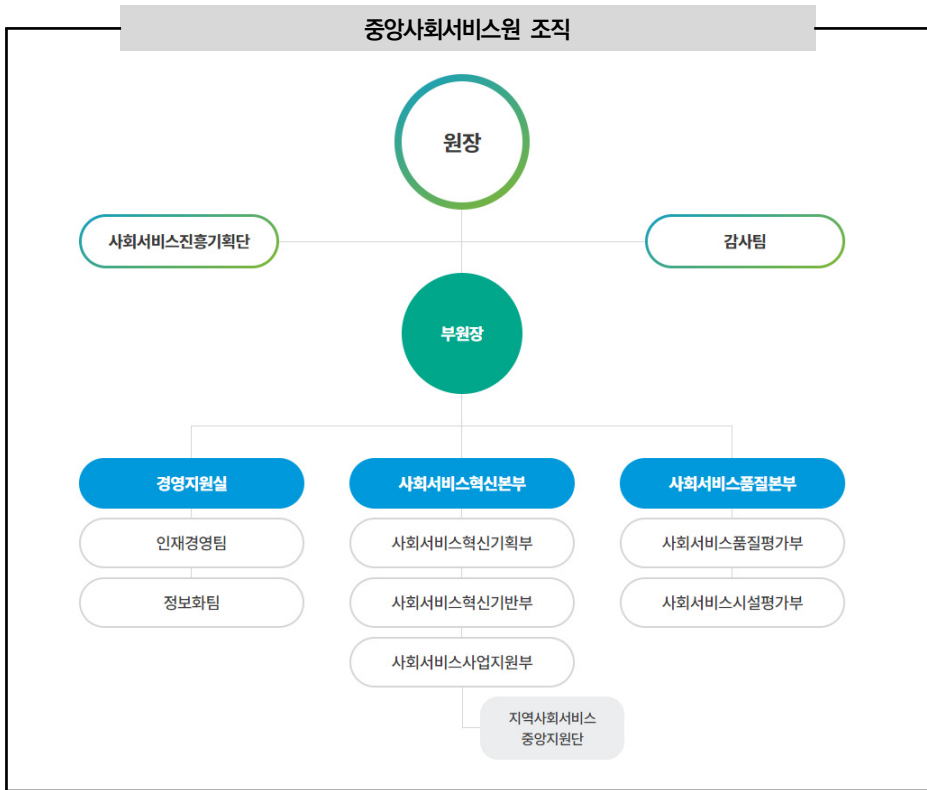 중앙사회서비스원 조직
원장
사회서비스진흥기획단
감사팀
부원장
경영지원실
사회서비스혁신본부
사회서비스품질본부
인재경영팀
사회서비스혁신기획부
사회서비스품질평가부
정보화팀
사회서비스혁신기반부
사회서비스시설평가부
사회서비스사업지원부
지역사회서비스
중앙지원단